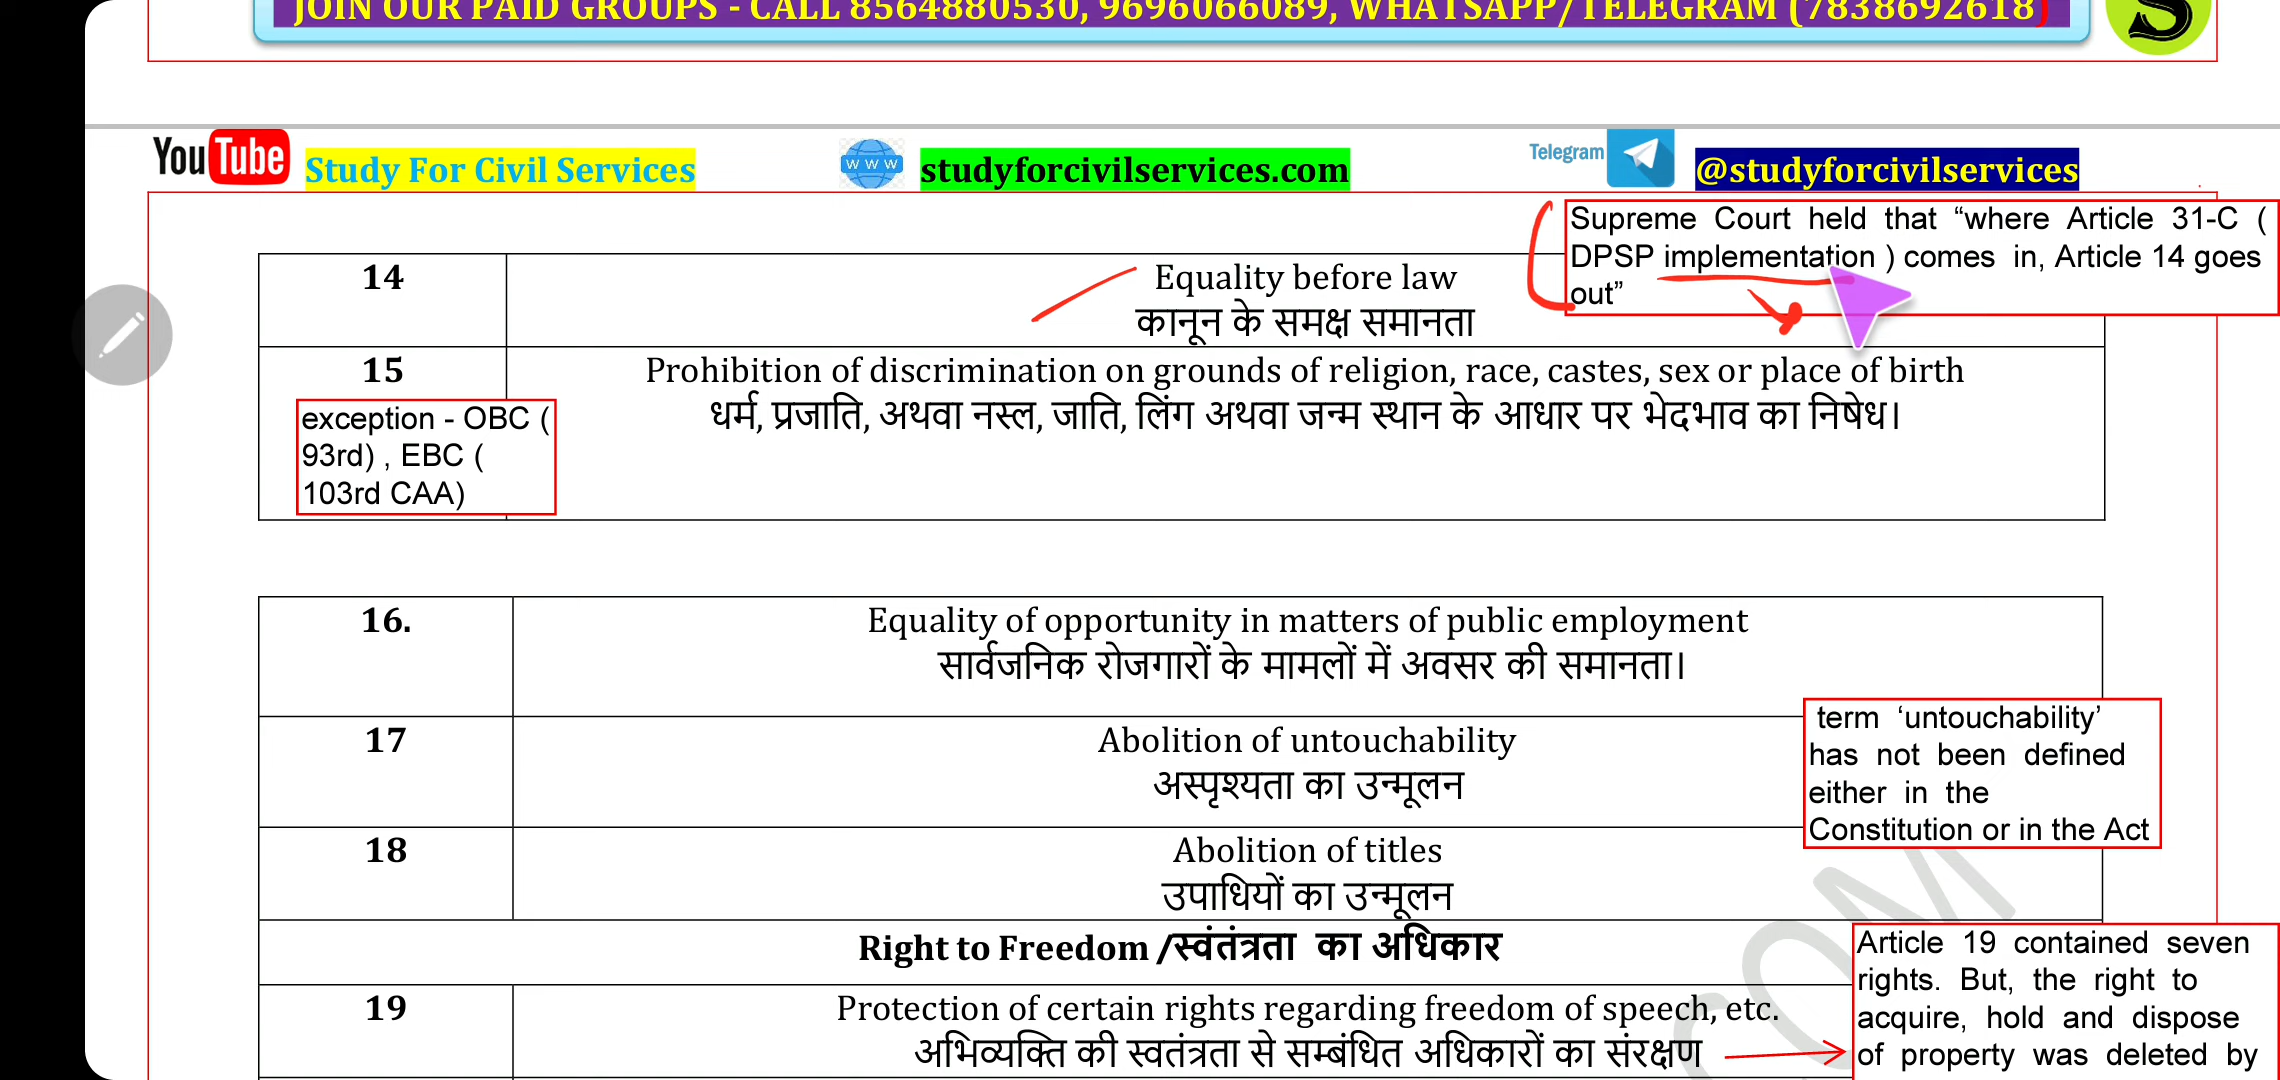 JOIN OUR PAID GROUPS - CALL 8564880530, 9696066089, WHATSAPP/TELEGRAM (7838692618)
S
YouTube Study For Civil Services
www studyforcivilservices.com
Telegram @studyforcivilservices
Supreme Court held that “where Article 31-C (
DPSP implementation ) comes in, Article 14 goes
out”
14
Equality before law
कानून के समक्ष समानता
15
Prohibition of discrimination on grounds of religion, race, castes, sex or place of birth
धर्म, प्रजाति, अथवा नस्ल, जाति, लिंग अथवा जन्म स्थान के आधार पर भेदभाव का निषेध।
exception - OBC (
93rd) , EBC (
103rd CAA)
16.
Equality of opportunity in matters of public employment
सार्वजनिक रोजगारों के मामलों में अवसर की समानता।
17
Abolition of untouchability
अस्पृश्यता का उन्मूलन
term ‘untouchability’
has not been defined
either in the
Constitution or in the Act
18
Abolition of titles
उपाधियों का उन्मूलन
Right to Freedom /स्वंतंत्रता का अधिकार
19
Protection of certain rights regarding freedom of speech, etc.
अभिव्यक्ति की स्वतंत्रता से सम्बंधित अधिकारों का संरक्षण
Article 19 contained seven
rights. But, the right to
acquire, hold and dispose
of property was deleted by
COM